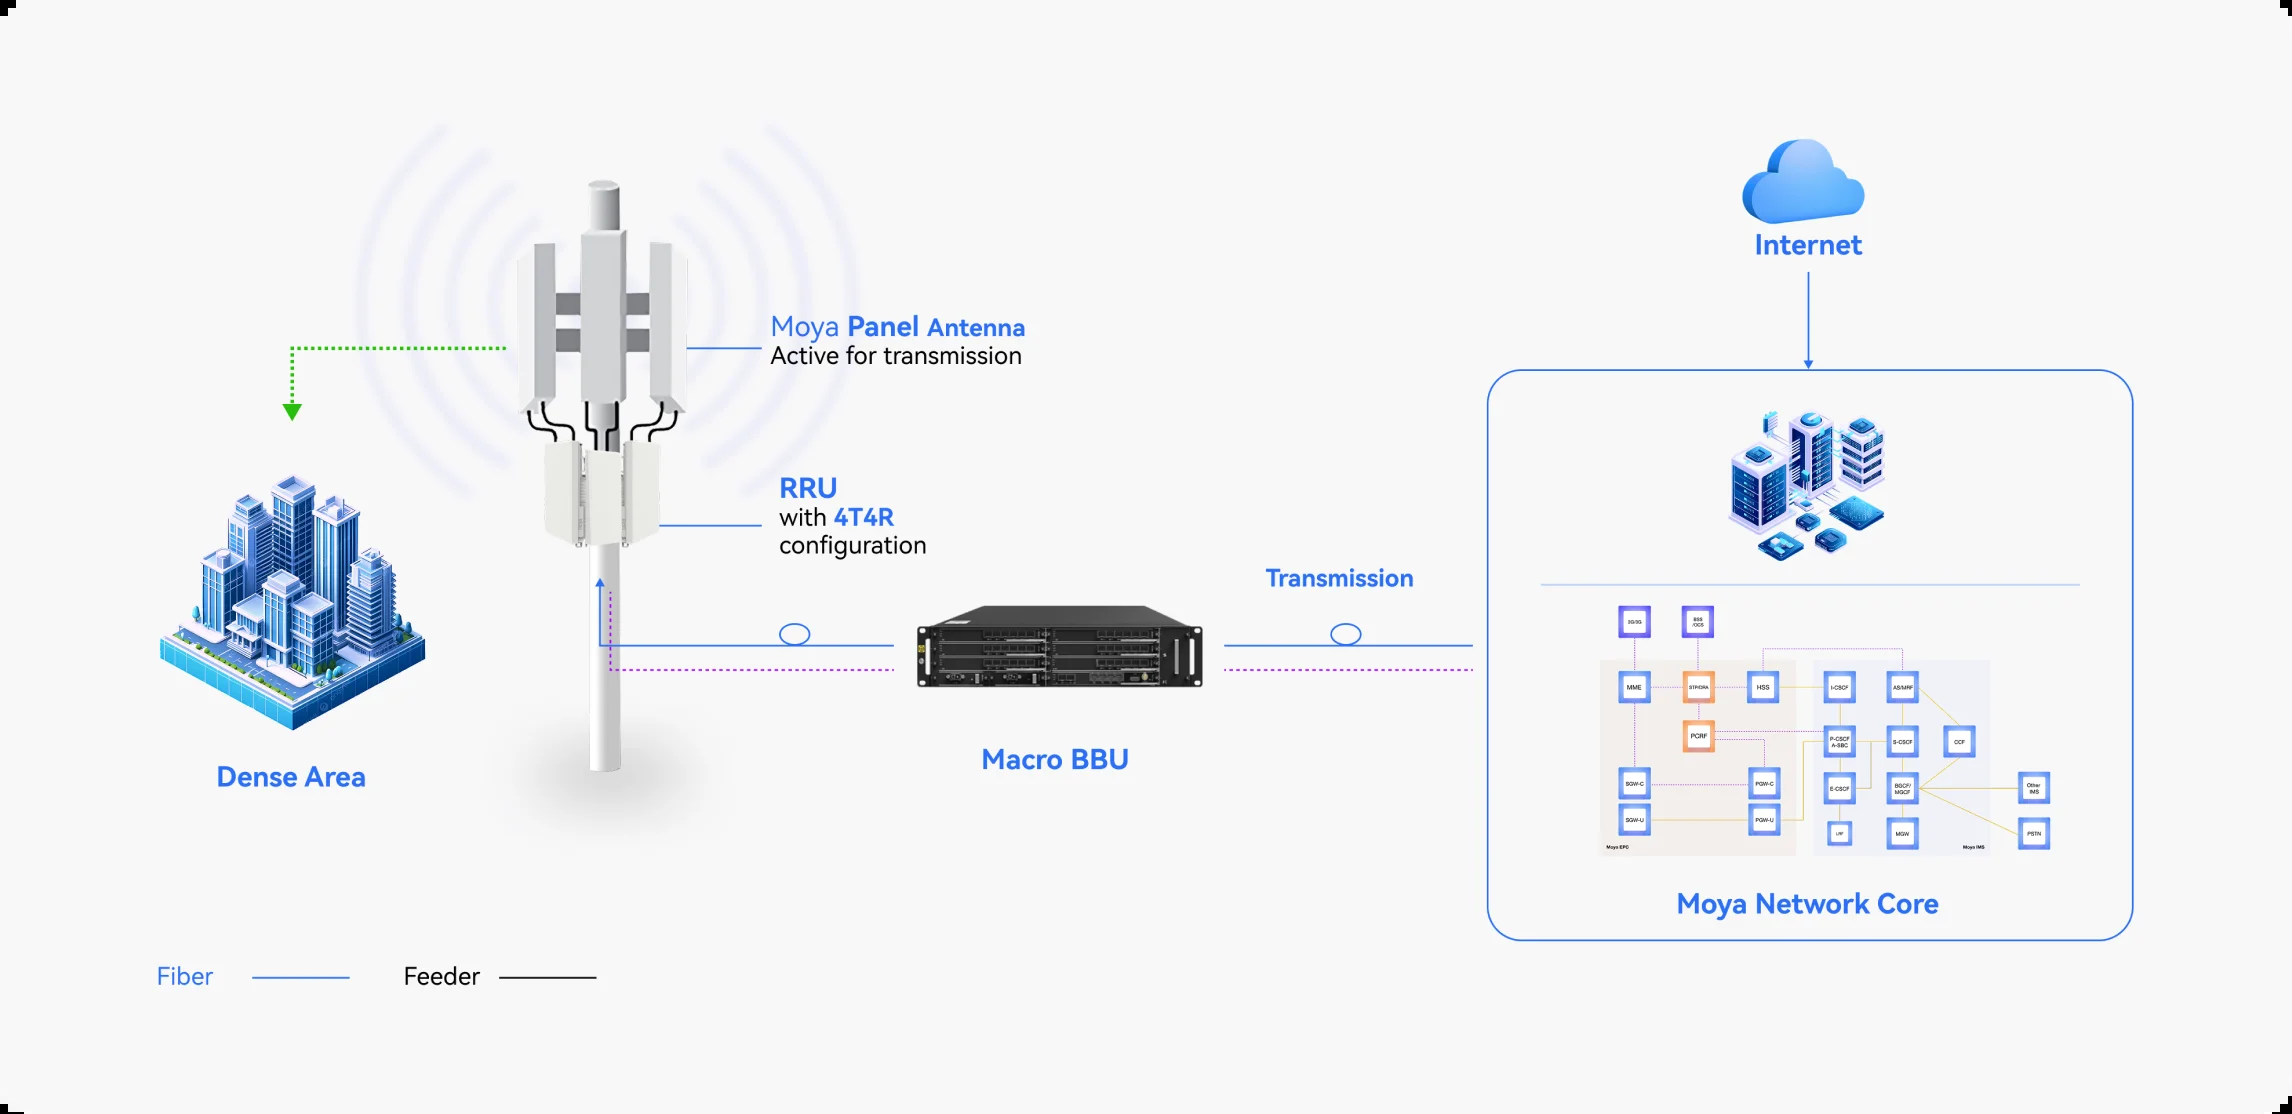 Internet
Moya Panel Antenna
Active for transmission
RRU
with 4T4R
configuration
Transmission
Macro BBU
Dense Area
2G/3G
BSS
/OCS
MME
STP/DRA
HSS
I-CSCF
AS/MRF
PCRF
P-CSCF
A-SBC
S-CSCF
CCF
SGW-C
PGW-C
E-CSCF
BGCF/
MGCF
Other
IMS
SGW-U
PGW-U
LRF
MGW
PSTN
Moya EPC
Moya IMS
Moya Network Core
Fiber
Feeder